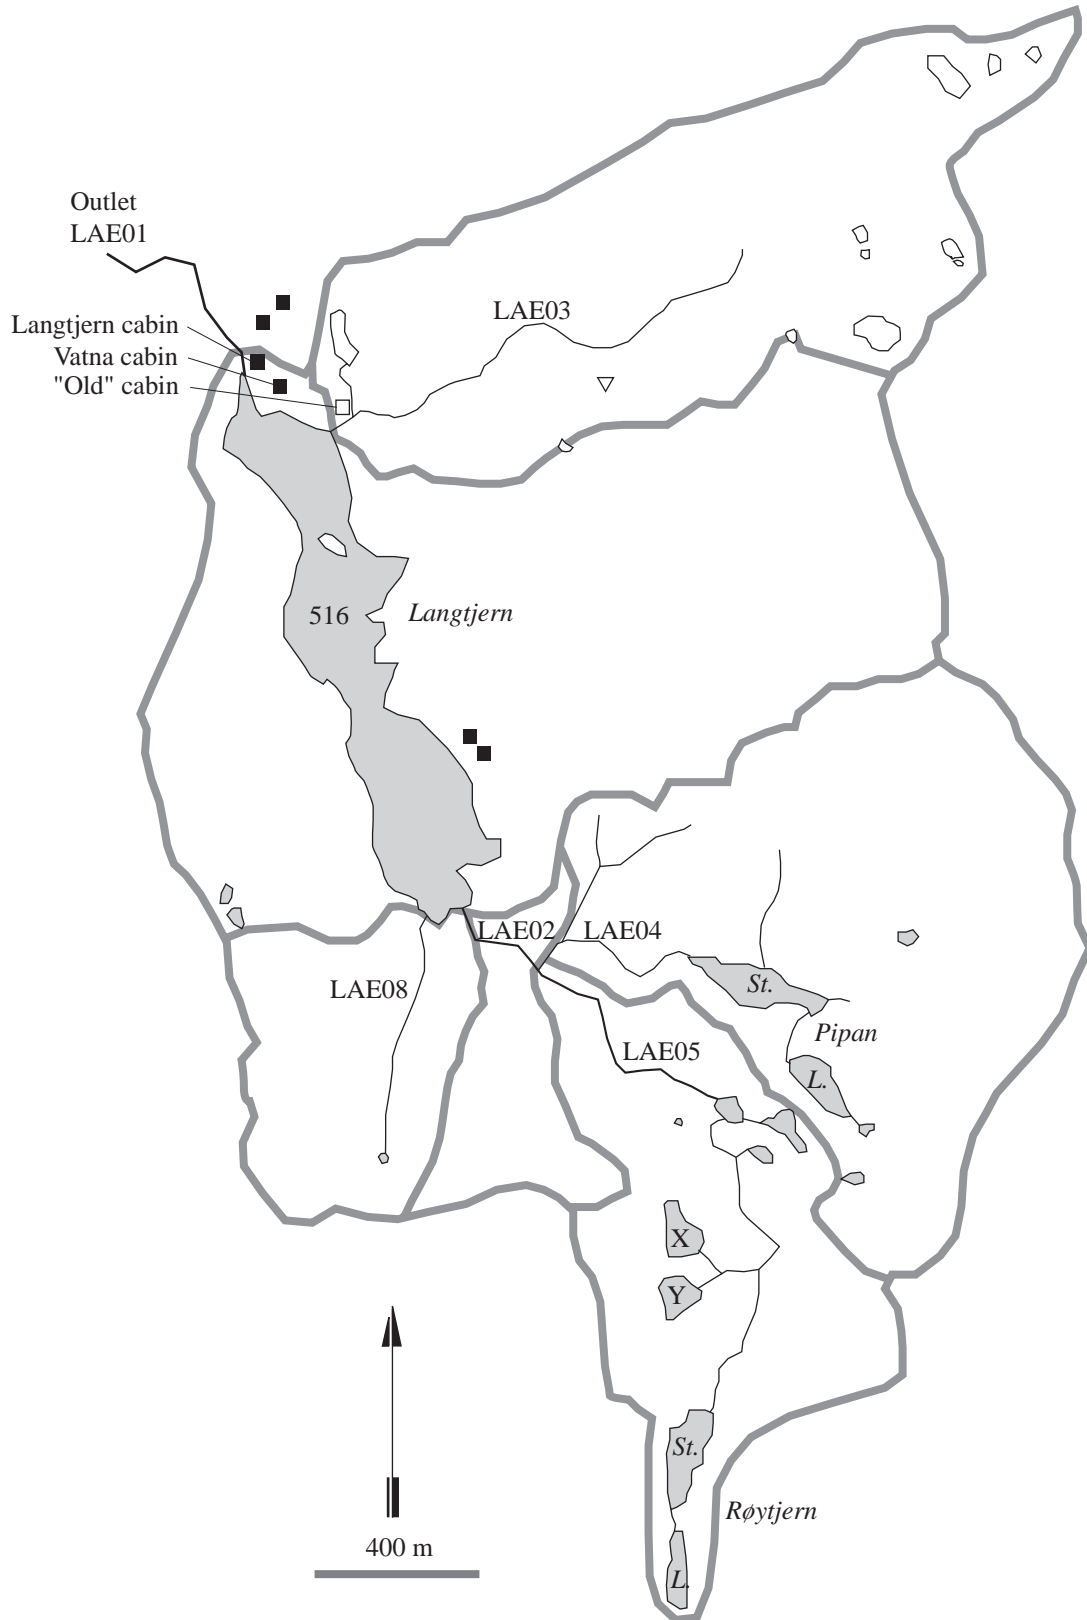 Outlet
LAE01
LAE03
Langtjern cabin
Vatna cabin
"Old" cabin
516
Langtjern
LAE02
LAE04
LAE08
St.
Pipan
LAE05
L.
X
Y
St.
Røytjern
400 m
L.